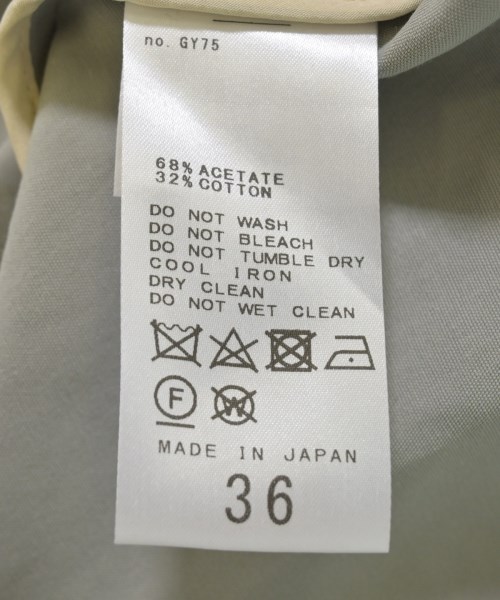 no. GY75
68% ACETATE
32% COTTON
DO NOT WASH
DO NOT BLEACH
DO NOT TUMBLE DRY
COOL IRON
DRY CLEAN
DO NOT WET CLEAN
F W
MADE IN JAPAN
36